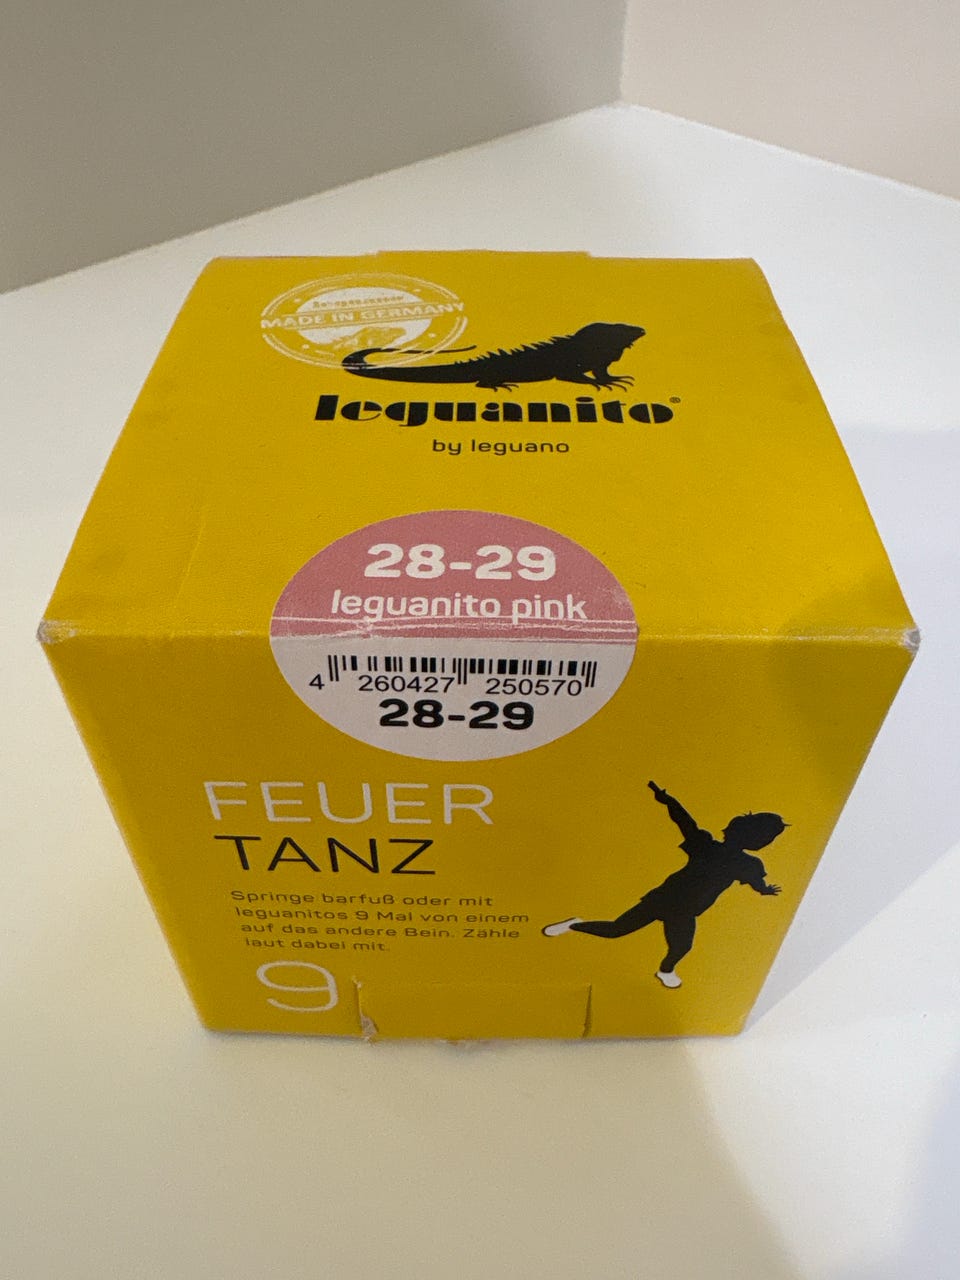 leguanito
MADE IN GERMANY
leguanito®
by leguano
28-29
leguanito pink
4 260427 250570
28-29
FEUER
TANZ
Springe barfuß oder mit
leguanitos 9 Mal von einem
auf das andere Bein. Zähle
laut dabei mit.
9